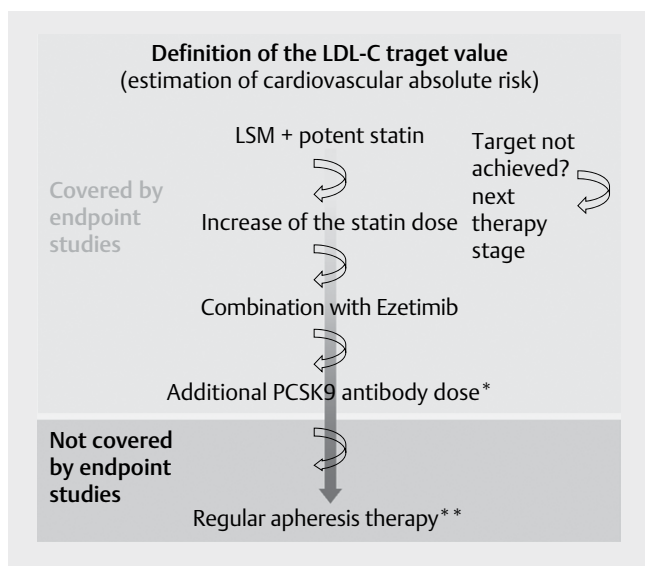 Definition of the LDL-C traget value
(estimation of cardiovascular absolute risk)
LSM + potent statin
Target not
achieved?
next
therapy
stage
Covered by
endpoint
studies
Increase of the statin dose
Combination with Ezetimib
Additional PCSK9 antibody dose*
Not covered
by endpoint
studies
Regular apheresis therapy**